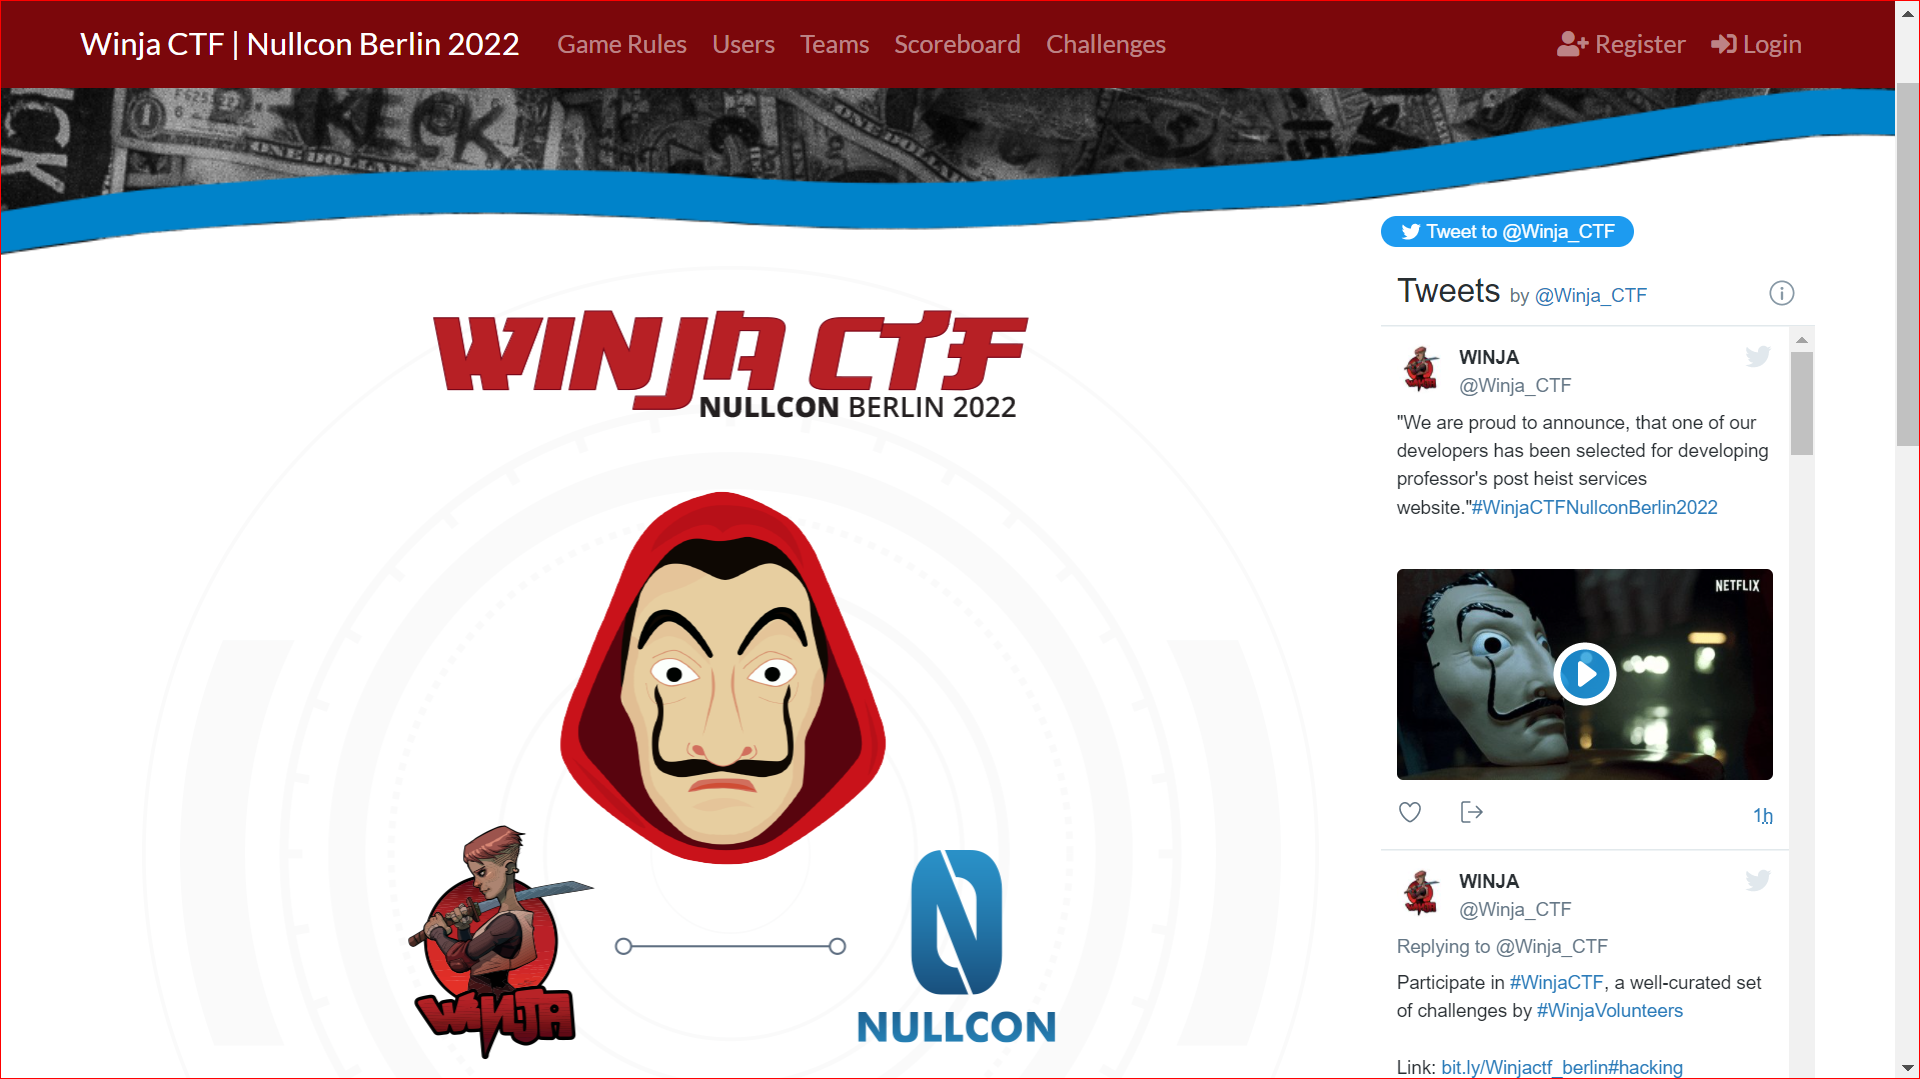 Winja CTF | Nullcon Berlin 2022
Game Rules
Users
Teams
Scoreboard
Challenges
Register
Login
ONE DOLLAR
Tweet to @Winja_CTF
Tweets by @Winja_CTF
WINJA CTF
NULLCON BERLIN 2022
WINJA
@Winja_CTF
"We are proud to announce, that one of our
developers has been selected for developing
professor's post heist services
website."#WinjaCTFNullconBerlin2022
NETFLIX
1h
WINJA
NULLCON
WINJA
@Winja_CTF
Replying to @Winja_CTF
Participate in #WinjaCTF, a well-curated set
of challenges by #WinjaVolunteers
Link: bit.ly/Winjactf_berlin#hacking